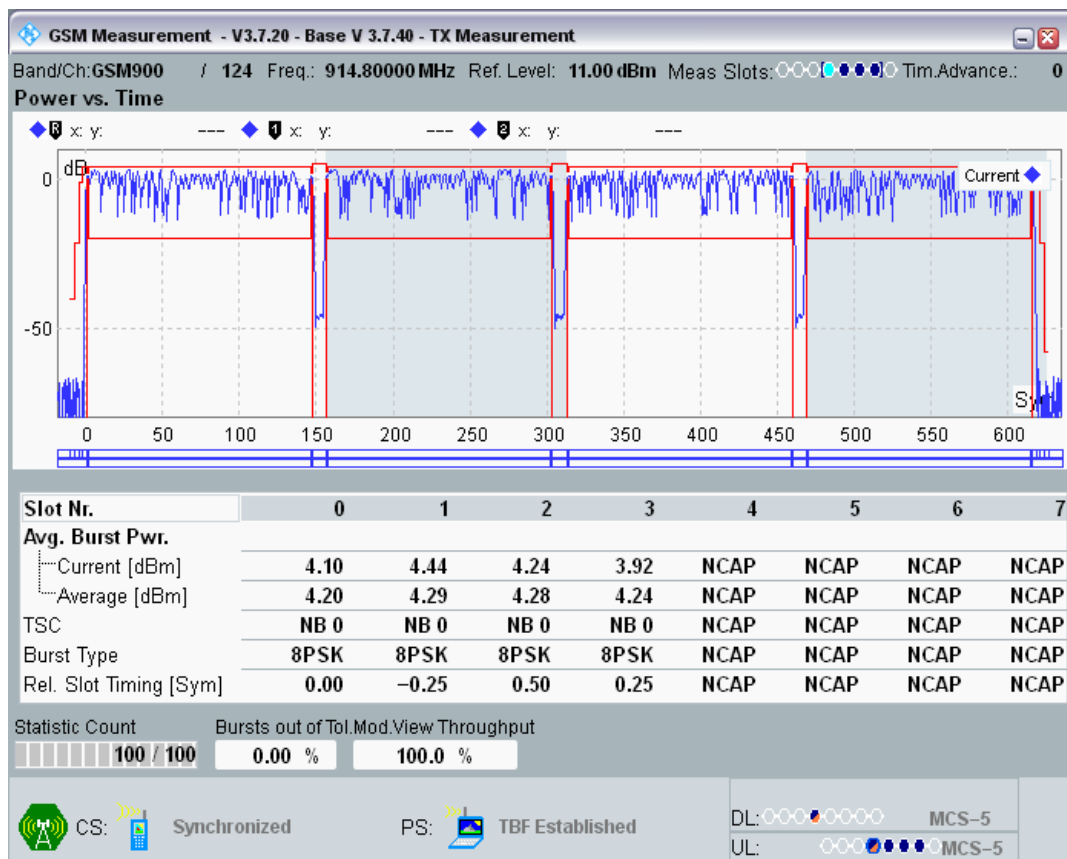 GSM Measurement - V3.7.20 - Base V 3.7.40 - TX Measurement
Band/Ch:GSM900 / 124 Freq.: 914.80000 MHz Ref. Level: 11.00 dBm Meas Slots: Tim.Advance.: 0
Power vs. Time
R x: y: --- 1 x: y: --- 2 x: y: ---
dB
Current
0
-50
0 50 100 150 200 250 300 350 400 450 500 550 600
Slot Nr. 0 1 2 3 4 5 6 7
Avg. Burst Pwr.
Current [dBm] 4.10 4.44 4.24 3.92 NCAP NCAP NCAP NCAP
Average [dBm] 4.20 4.29 4.28 4.24 NCAP NCAP NCAP NCAP
TSC NB 0 NB 0 NB 0 NB 0 NCAP NCAP NCAP NCAP
Burst Type 8PSK 8PSK 8PSK 8PSK NCAP NCAP NCAP NCAP
Rel. Slot Timing [Sym] 0.00 −0.25 0.50 0.25 NCAP NCAP NCAP NCAP
Statistic Count Bursts out of Tol.Mod.View Throughput
100 / 100 0.00 % 100.0 %
CS: Synchronized PS: TBF Established
DL: MCS−5
UL: MCS−5